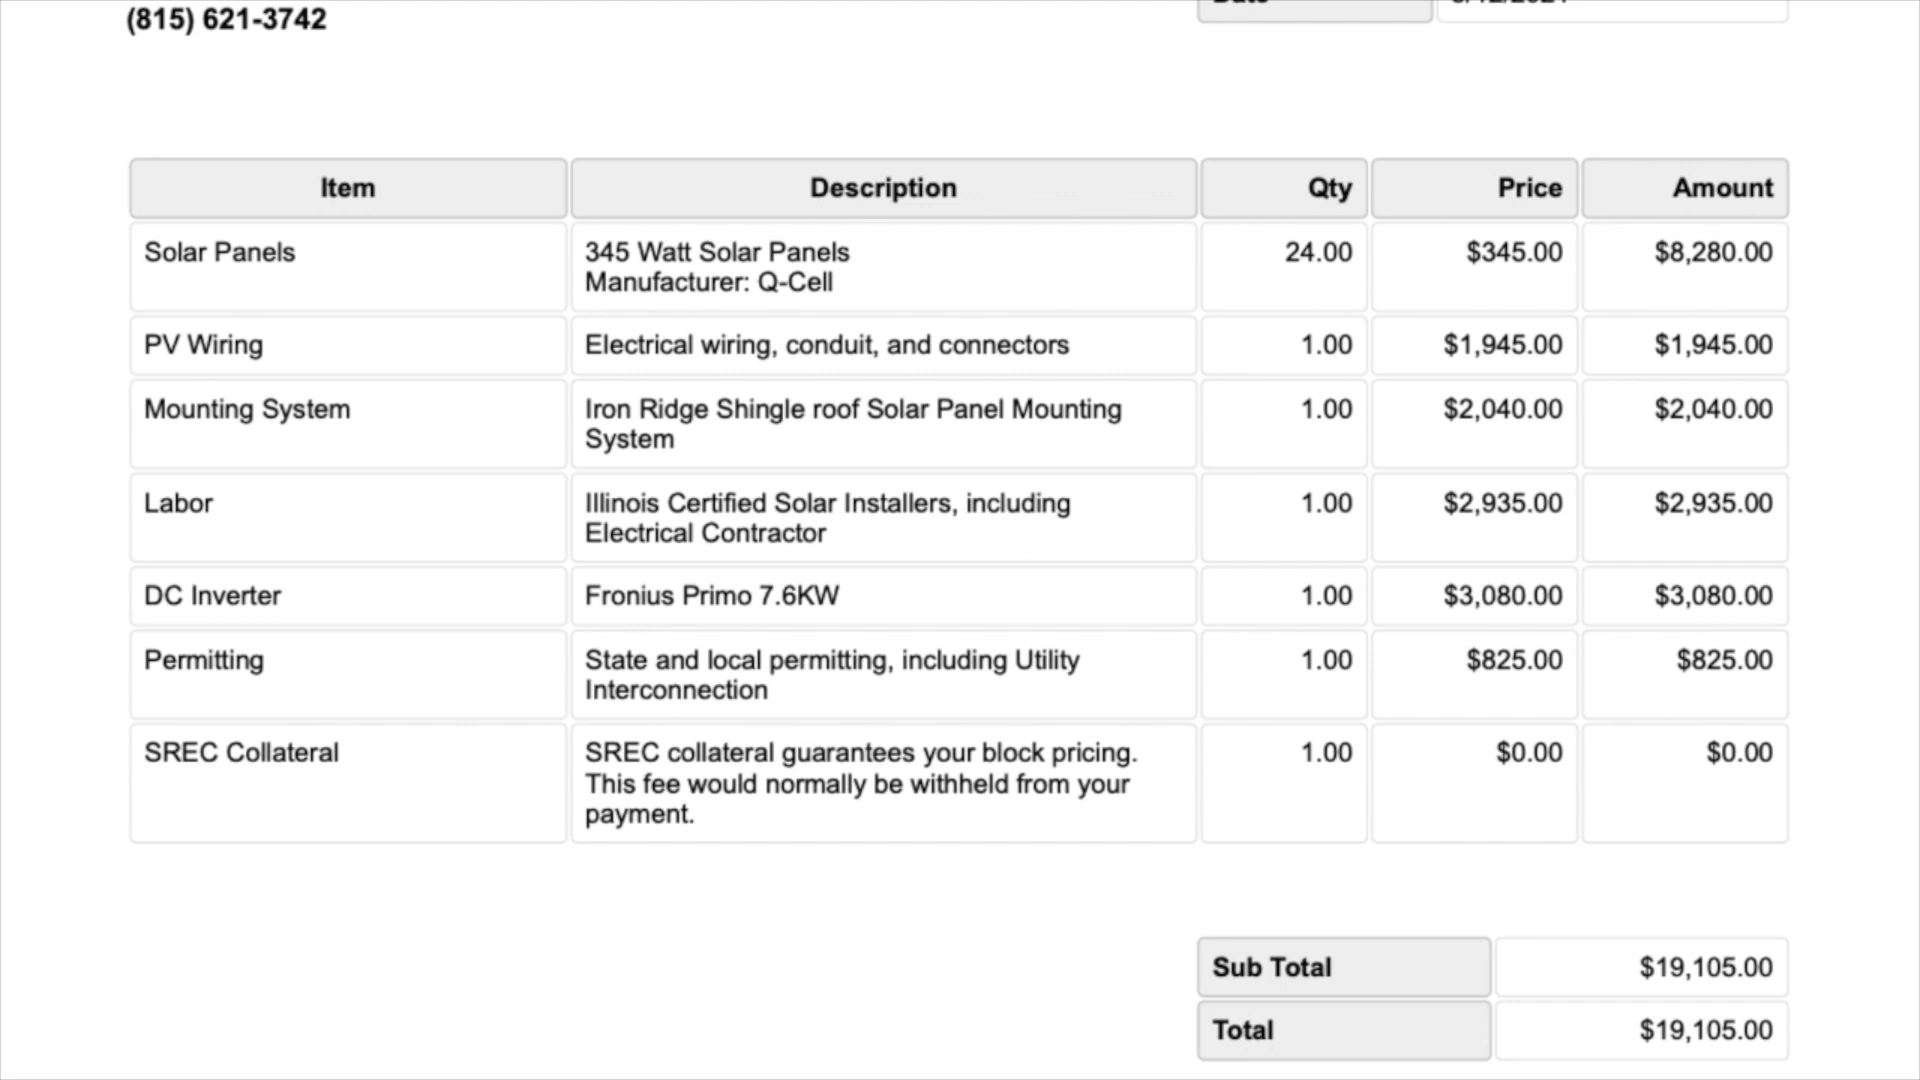 (815) 621-3742
Date
Item Description Qty Price Amount
Solar Panels 345 Watt Solar Panels 24.00 $345.00 $8,280.00
Manufacturer: Q-Cell
PV Wiring Electrical wiring, conduit, and connectors 1.00 $1,945.00 $1,945.00
Mounting System Iron Ridge Shingle roof Solar Panel Mounting 1.00 $2,040.00 $2,040.00
System
Labor Illinois Certified Solar Installers, including 1.00 $2,935.00 $2,935.00
Electrical Contractor
DC Inverter Fronius Primo 7.6KW 1.00 $3,080.00 $3,080.00
Permitting State and local permitting, including Utility 1.00 $825.00 $825.00
Interconnection
SREC Collateral SREC collateral guarantees your block pricing. 1.00 $0.00 $0.00
This fee would normally be withheld from your
payment.
Sub Total $19,105.00
Total $19,105.00